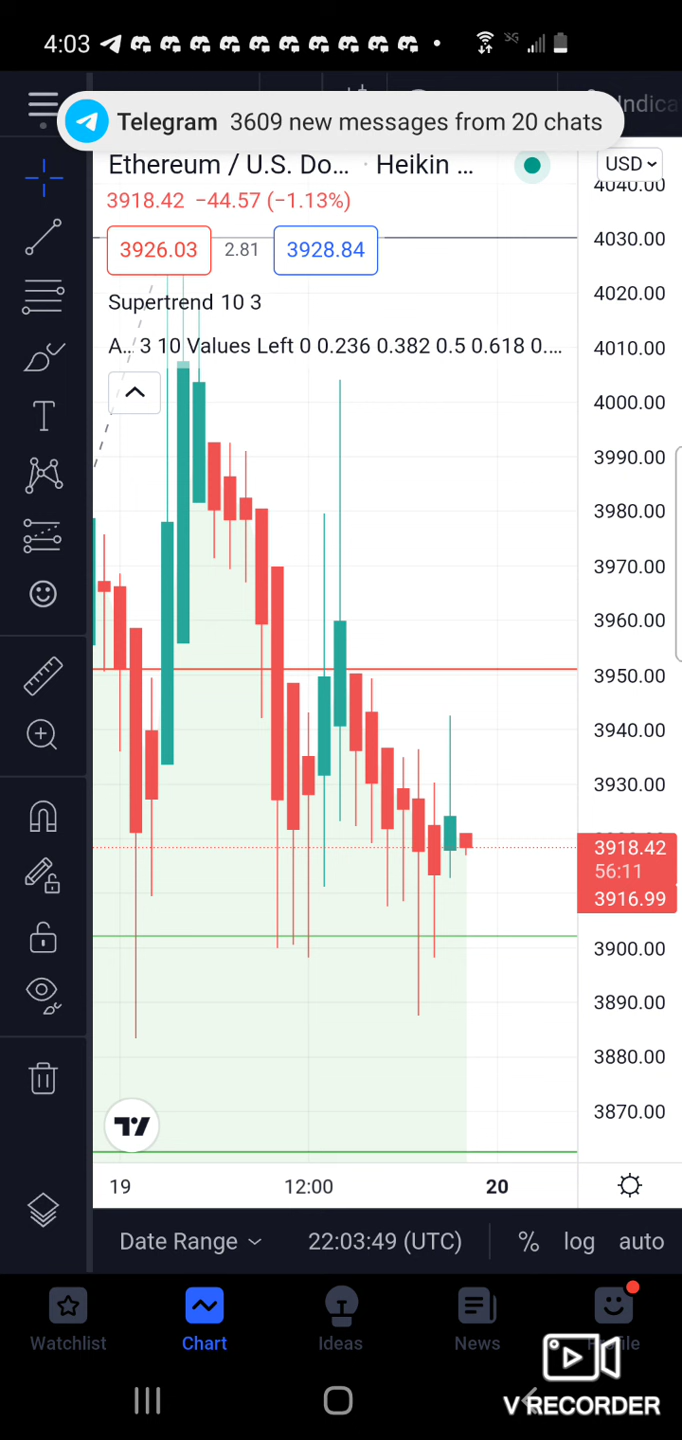 4:03
3G
Indica
Telegram 3609 new messages from 20 chats
Ethereum / U.S. Do... · Heikin ...
USD
3918.42 −44.57 (−1.13%)
4040.00
3926.03 2.81 3928.84
4030.00
Supertrend 10 3
4020.00
A... 3 10 Values Left 0 0.236 0.382 0.5 0.618 0....
4010.00
4000.00
3990.00
3980.00
3970.00
3960.00
3950.00
3940.00
3930.00
3918.42
56:11
3916.99
3900.00
3890.00
3880.00
3870.00
19 12:00 20
Date Range 22:03:49 (UTC) % log auto
Watchlist Chart Ideas News Profile
V RECORDER